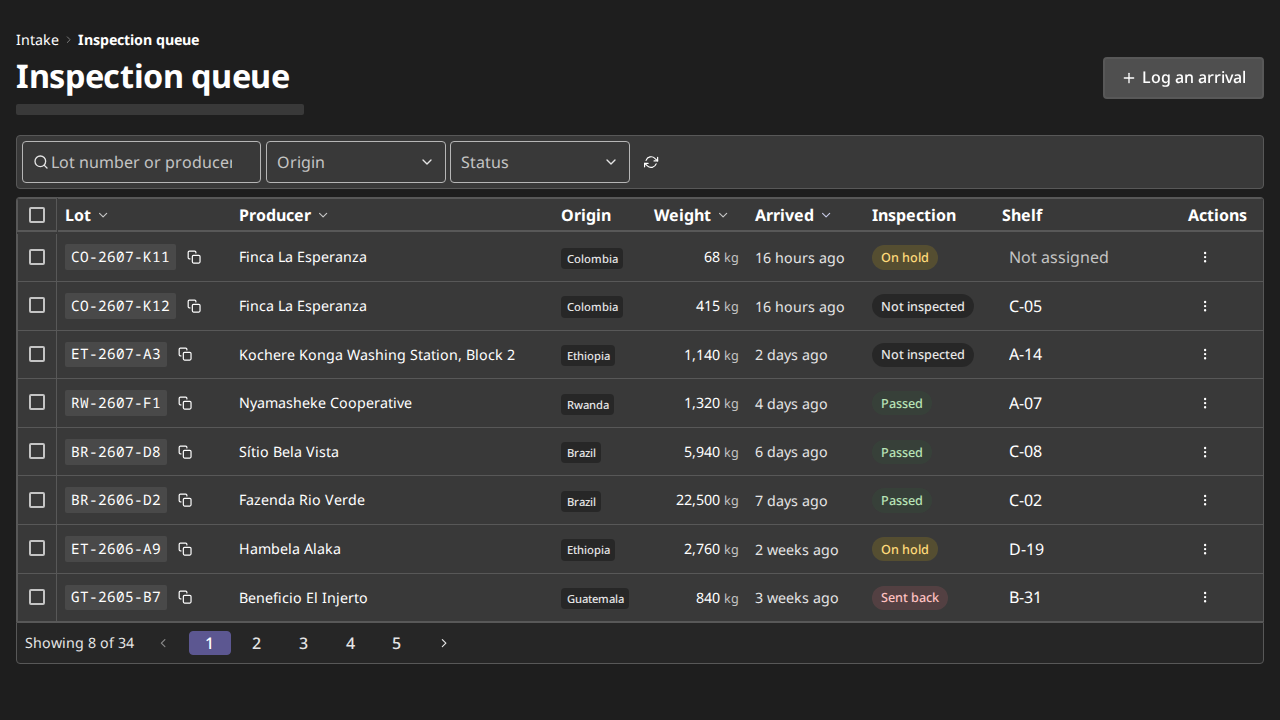 Intake › Inspection queue
Inspection queue
+ Log an arrival
Lot number or producer Origin Status
Lot Producer Origin Weight Arrived Inspection Shelf Actions
CO-2607-K11 Finca La Esperanza Colombia 68 kg 16 hours ago On hold Not assigned
CO-2607-K12 Finca La Esperanza Colombia 415 kg 16 hours ago Not inspected C-05
ET-2607-A3 Kochere Konga Washing Station, Block 2 Ethiopia 1,140 kg 2 days ago Not inspected A-14
RW-2607-F1 Nyamasheke Cooperative Rwanda 1,320 kg 4 days ago Passed A-07
BR-2607-D8 Sítio Bela Vista Brazil 5,940 kg 6 days ago Passed C-08
BR-2606-D2 Fazenda Rio Verde Brazil 22,500 kg 7 days ago Passed C-02
ET-2606-A9 Hambela Alaka Ethiopia 2,760 kg 2 weeks ago On hold D-19
GT-2605-B7 Beneficio El Injerto Guatemala 840 kg 3 weeks ago Sent back B-31
Showing 8 of 34 ‹ 1 2 3 4 5 ›